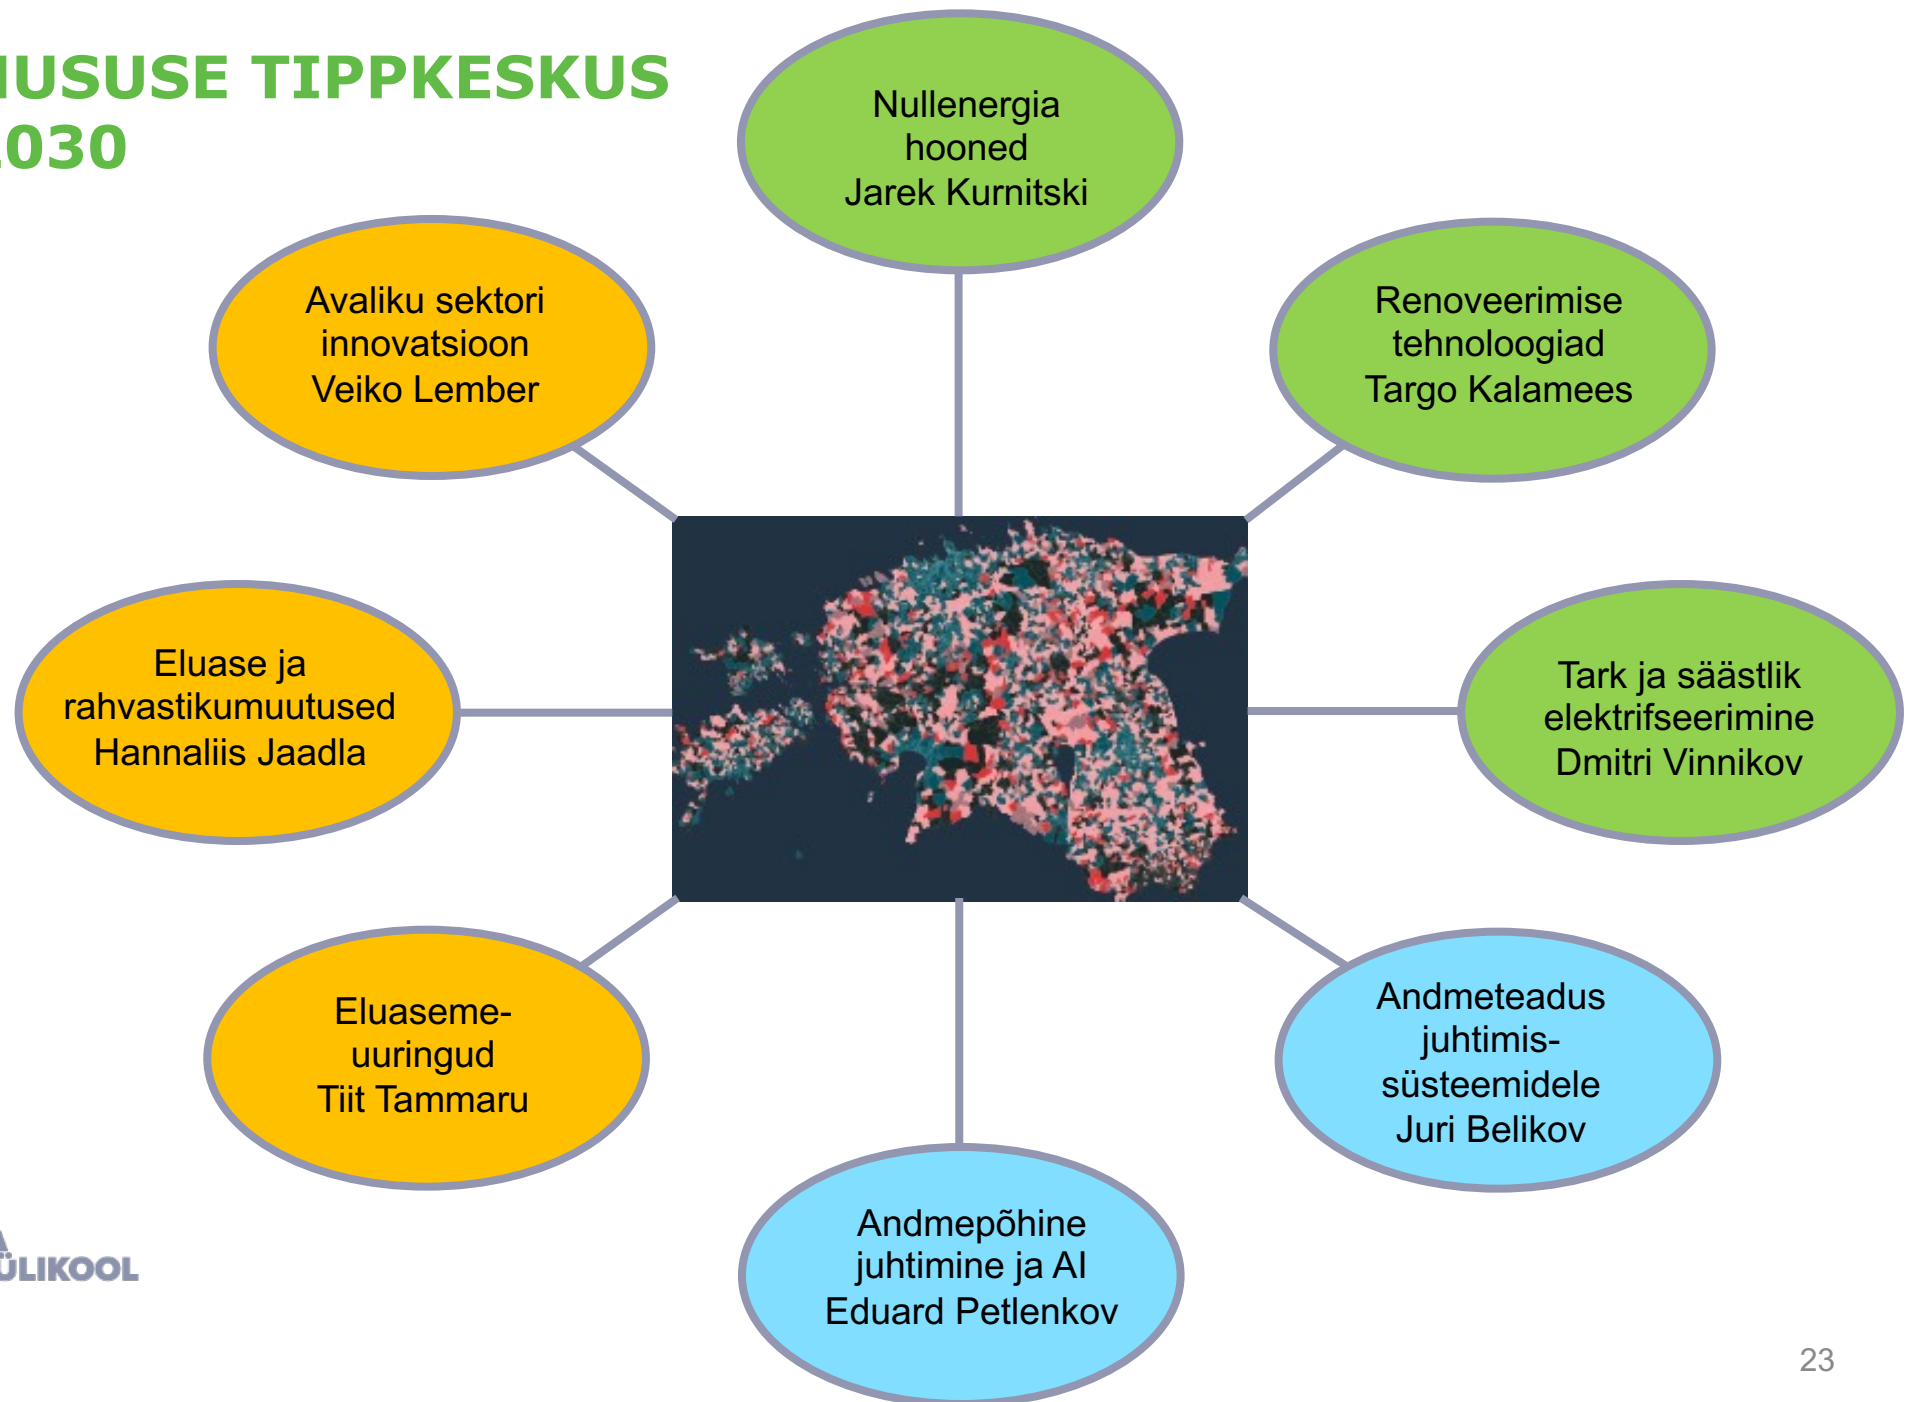 TIPPKESKUS
Nullenergia
hooned
Jarek Kurnitski
Avaliku sektori
innovatsioon
Veiko Lember
Renoveerimise
tehnoloogiad
Targo Kalamees
Eluase ja
rahvastikumuutused
Hannaliis Jaadla
Tark ja säästlik
elektrifseerimine
Dmitri Vinnikov
Eluaseme-
uuringud
Tiit Tammaru
Andmeteadus
juhtimis-
süsteemidele
Juri Belikov
Andmepõhine
juhtimine ja AI
Eduard Petlenkov
ÜLIKOOL
23